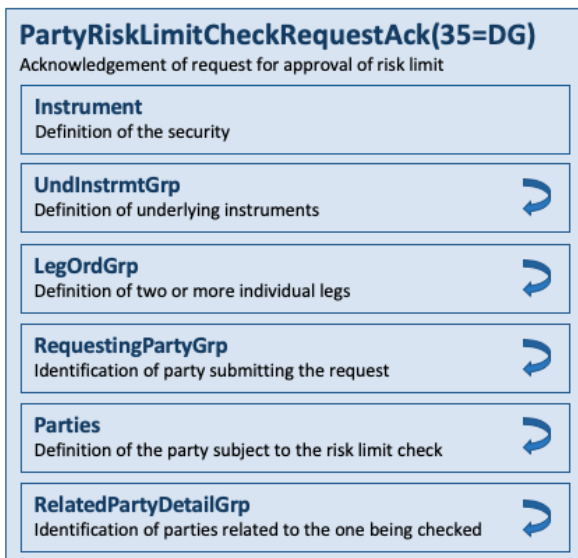 PartyRiskLimitCheckRequestAck(35=DG)
Acknowledgement of request for approval of risk limit
Instrument
Definition of the security
UndInstrmtGrp
Definition of underlying instruments
LegOrdGrp
Definition of two or more individual legs
RequestingPartyGrp
Identification of party submitting the request
Parties
Definition of the party subject to the risk limit check
RelatedPartyDetailGrp
Identification of parties related to the one being checked